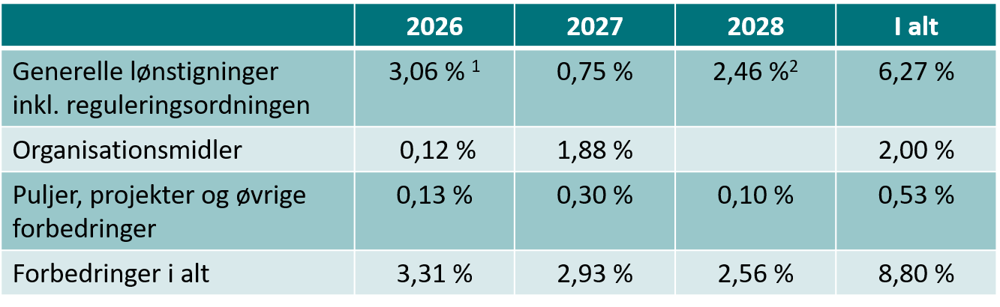 2026 2027 2028 I alt
Generelle lønstigninger
inkl. reguleringsordningen
3,06 % ¹ 0,75 % 2,46 %² 6,27 %
Organisationsmidler 0,12 % 1,88 % 2,00 %
Puljer, projekter og øvrige
forbedringer
0,13 % 0,30 % 0,10 % 0,53 %
Forbedringer i alt 3,31 % 2,93 % 2,56 % 8,80 %